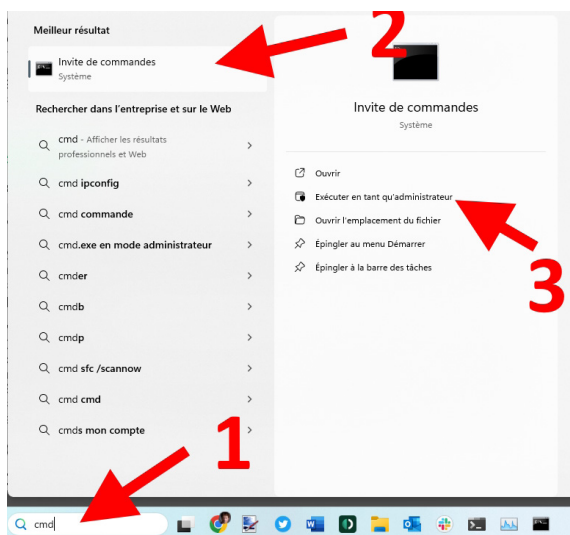 Meilleur résultat
2
Invite de commandes
Système
Rechercher dans l'entreprise et sur le Web
cmd - Afficher les résultats
professionnels et Web
cmd ipconfig
cmd commande
cmd.exe en mode administrateur
cmder
cmdb
cmdp
cmd sfc /scannow
cmd cmd
cmds mon compte
Invite de commandes
Système
Ouvrir
Exécuter en tant qu'administrateur
Ouvrir l'emplacement du fichier
Épingler au menu Démarrer
Épingler à la barre des tâches
3
1
cmd